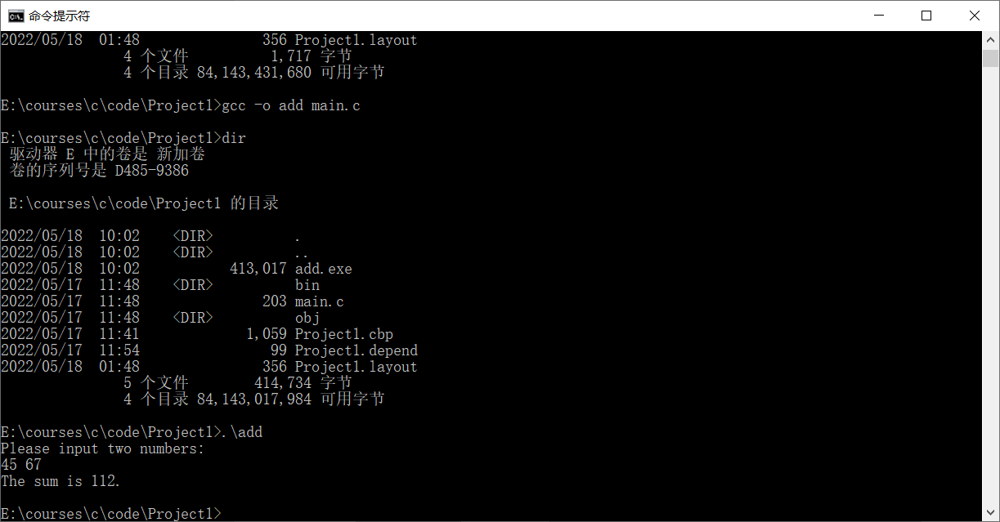 命令提示符
2022/05/18  01:48               356 Project1.layout
               4 个文件          1,717 字节
               4 个目录 84,143,431,680 可用字节
E:\courses\c\code\Project1>gcc -o add main.c
E:\courses\c\code\Project1>dir
 驱动器 E 中的卷是 新加卷
 卷的序列号是 D485-9386
 E:\courses\c\code\Project1 的目录
2022/05/18  10:02    <DIR>          .
2022/05/18  10:02    <DIR>          ..
2022/05/18  10:02           413,017 add.exe
2022/05/17  11:48    <DIR>          bin
2022/05/17  11:48               203 main.c
2022/05/17  11:48    <DIR>          obj
2022/05/17  11:41             1,059 Project1.cbp
2022/05/17  11:54                99 Project1.depend
2022/05/18  01:48               356 Project1.layout
               5 个文件        414,734 字节
               4 个目录 84,143,017,984 可用字节
E:\courses\c\code\Project1>.\add
Please input two numbers:
45 67
The sum is 112.
E:\courses\c\code\Project1>